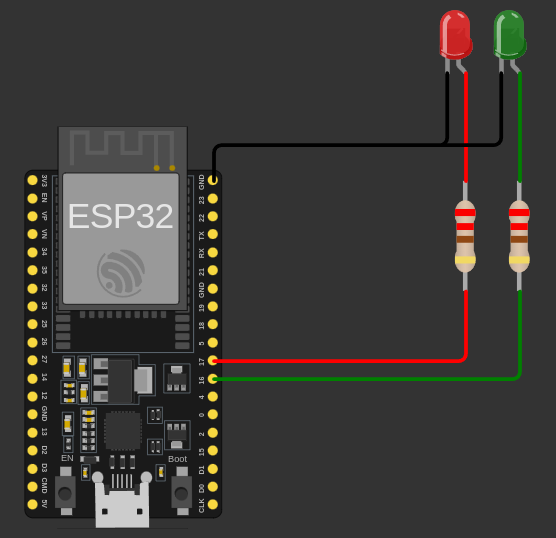 3V3
EN
VP
VN
34
35
32
33
25
26
27
14
12
GND
13
D2
D3
CMD
5V
ESP32
GND
23
22
TX
RX
21
GND
19
18
5
17
16
4
0
2
15
D1
D0
CLK
EN
Boot